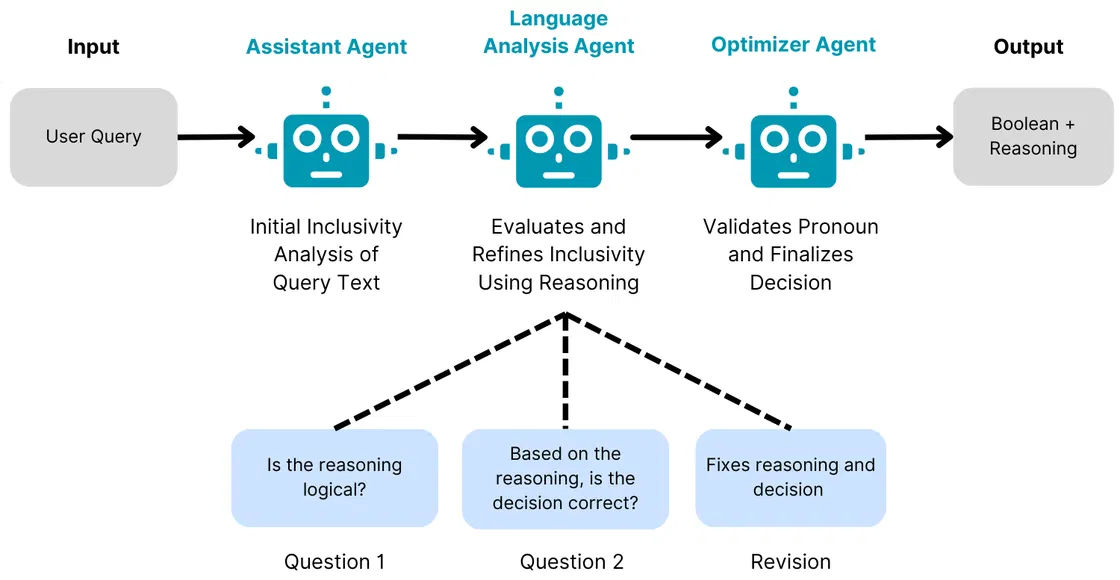 Input
Assistant Agent
Language
Analysis Agent
Optimizer Agent
Output
User Query
Boolean +
Reasoning
Initial Inclusivity
Analysis of
Query Text
Evaluates and
Refines Inclusivity
Using Reasoning
Validates Pronoun
and Finalizes
Decision
Is the reasoning
logical?
Based on the
reasoning, is the
decision correct?
Fixes reasoning and
decision
Question 1
Question 2
Revision